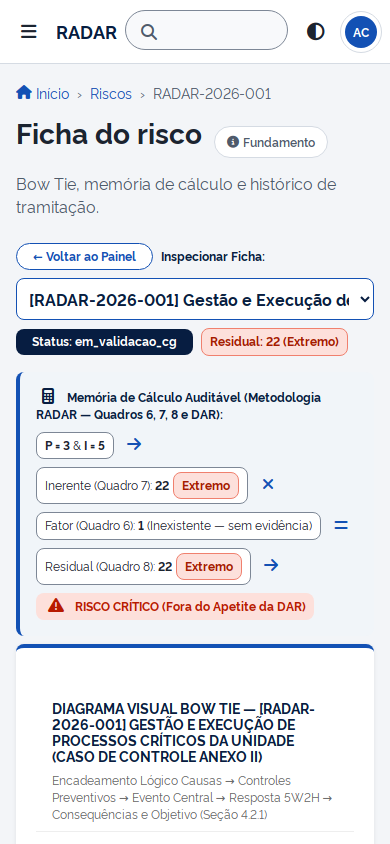 RADAR
AC
Início › Riscos › RADAR-2026-001
Ficha do risco
Fundamento
Bow Tie, memória de cálculo e histórico de
tramitação.
← Voltar ao Painel
Inspecionar Ficha:
[RADAR-2026-001] Gestão e Execução de
Status: em_validacao_cg
Residual: 22 (Extremo)
Memória de Cálculo Auditável (Metodologia
RADAR — Quadros 6, 7, 8 e DAR):
P = 3 & I = 5 →
Inerente (Quadro 7): 22 Extremo ×
Fator (Quadro 6): 1 (Inexistente — sem evidência) =
Residual (Quadro 8): 22 Extremo →
RISCO CRÍTICO (Fora do Apetite da DAR)
DIAGRAMA VISUAL BOW TIE — [RADAR-
2026-001] GESTÃO E EXECUÇÃO DE
PROCESSOS CRÍTICOS DA UNIDADE
(CASO DE CONTROLE ANEXO II)
Encadeamento Lógico Causas → Controles
Preventivos → Evento Central → Resposta 5W2H →
Consequências e Objetivo (Seção 4.2.1)